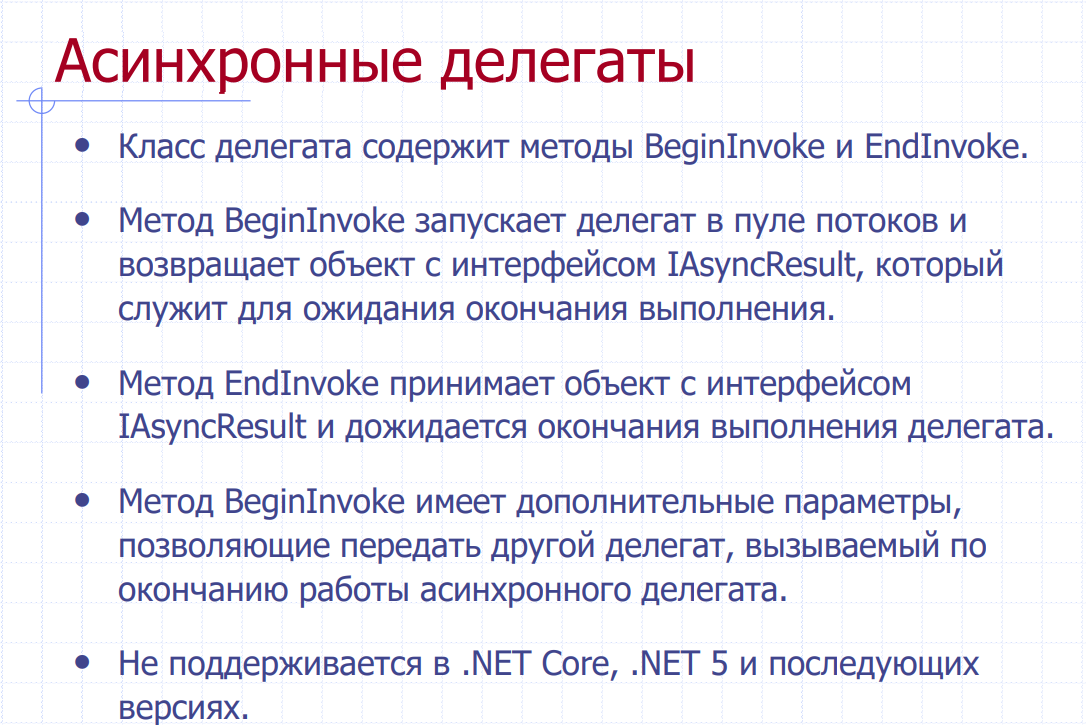 Асинхронные делегаты
• Класс делегата содержит методы BeginInvoke и EndInvoke.
• Метод BeginInvoke запускает делегат в пуле потоков и
возвращает объект с интерфейсом IAsyncResult, который
служит для ожидания окончания выполнения.
• Метод EndInvoke принимает объект с интерфейсом
IAsyncResult и дожидается окончания выполнения делегата.
• Метод BeginInvoke имеет дополнительные параметры,
позволяющие передать другой делегат, вызываемый по
окончанию работы асинхронного делегата.
• Не поддерживается в .NET Core, .NET 5 и последующих
версиях.